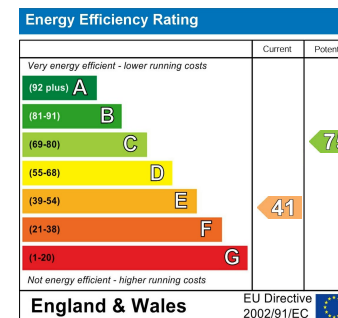 Energy Efficiency Rating
Current
Very energy efficient - lower running costs
(92 plus) A
(81-91) B
(69-80) C
(55-68) D
(39-54) E
41
(21-38) F
(1-20) G
Not energy efficient - higher running costs
England & Wales
EU Directive
2002/91/EC